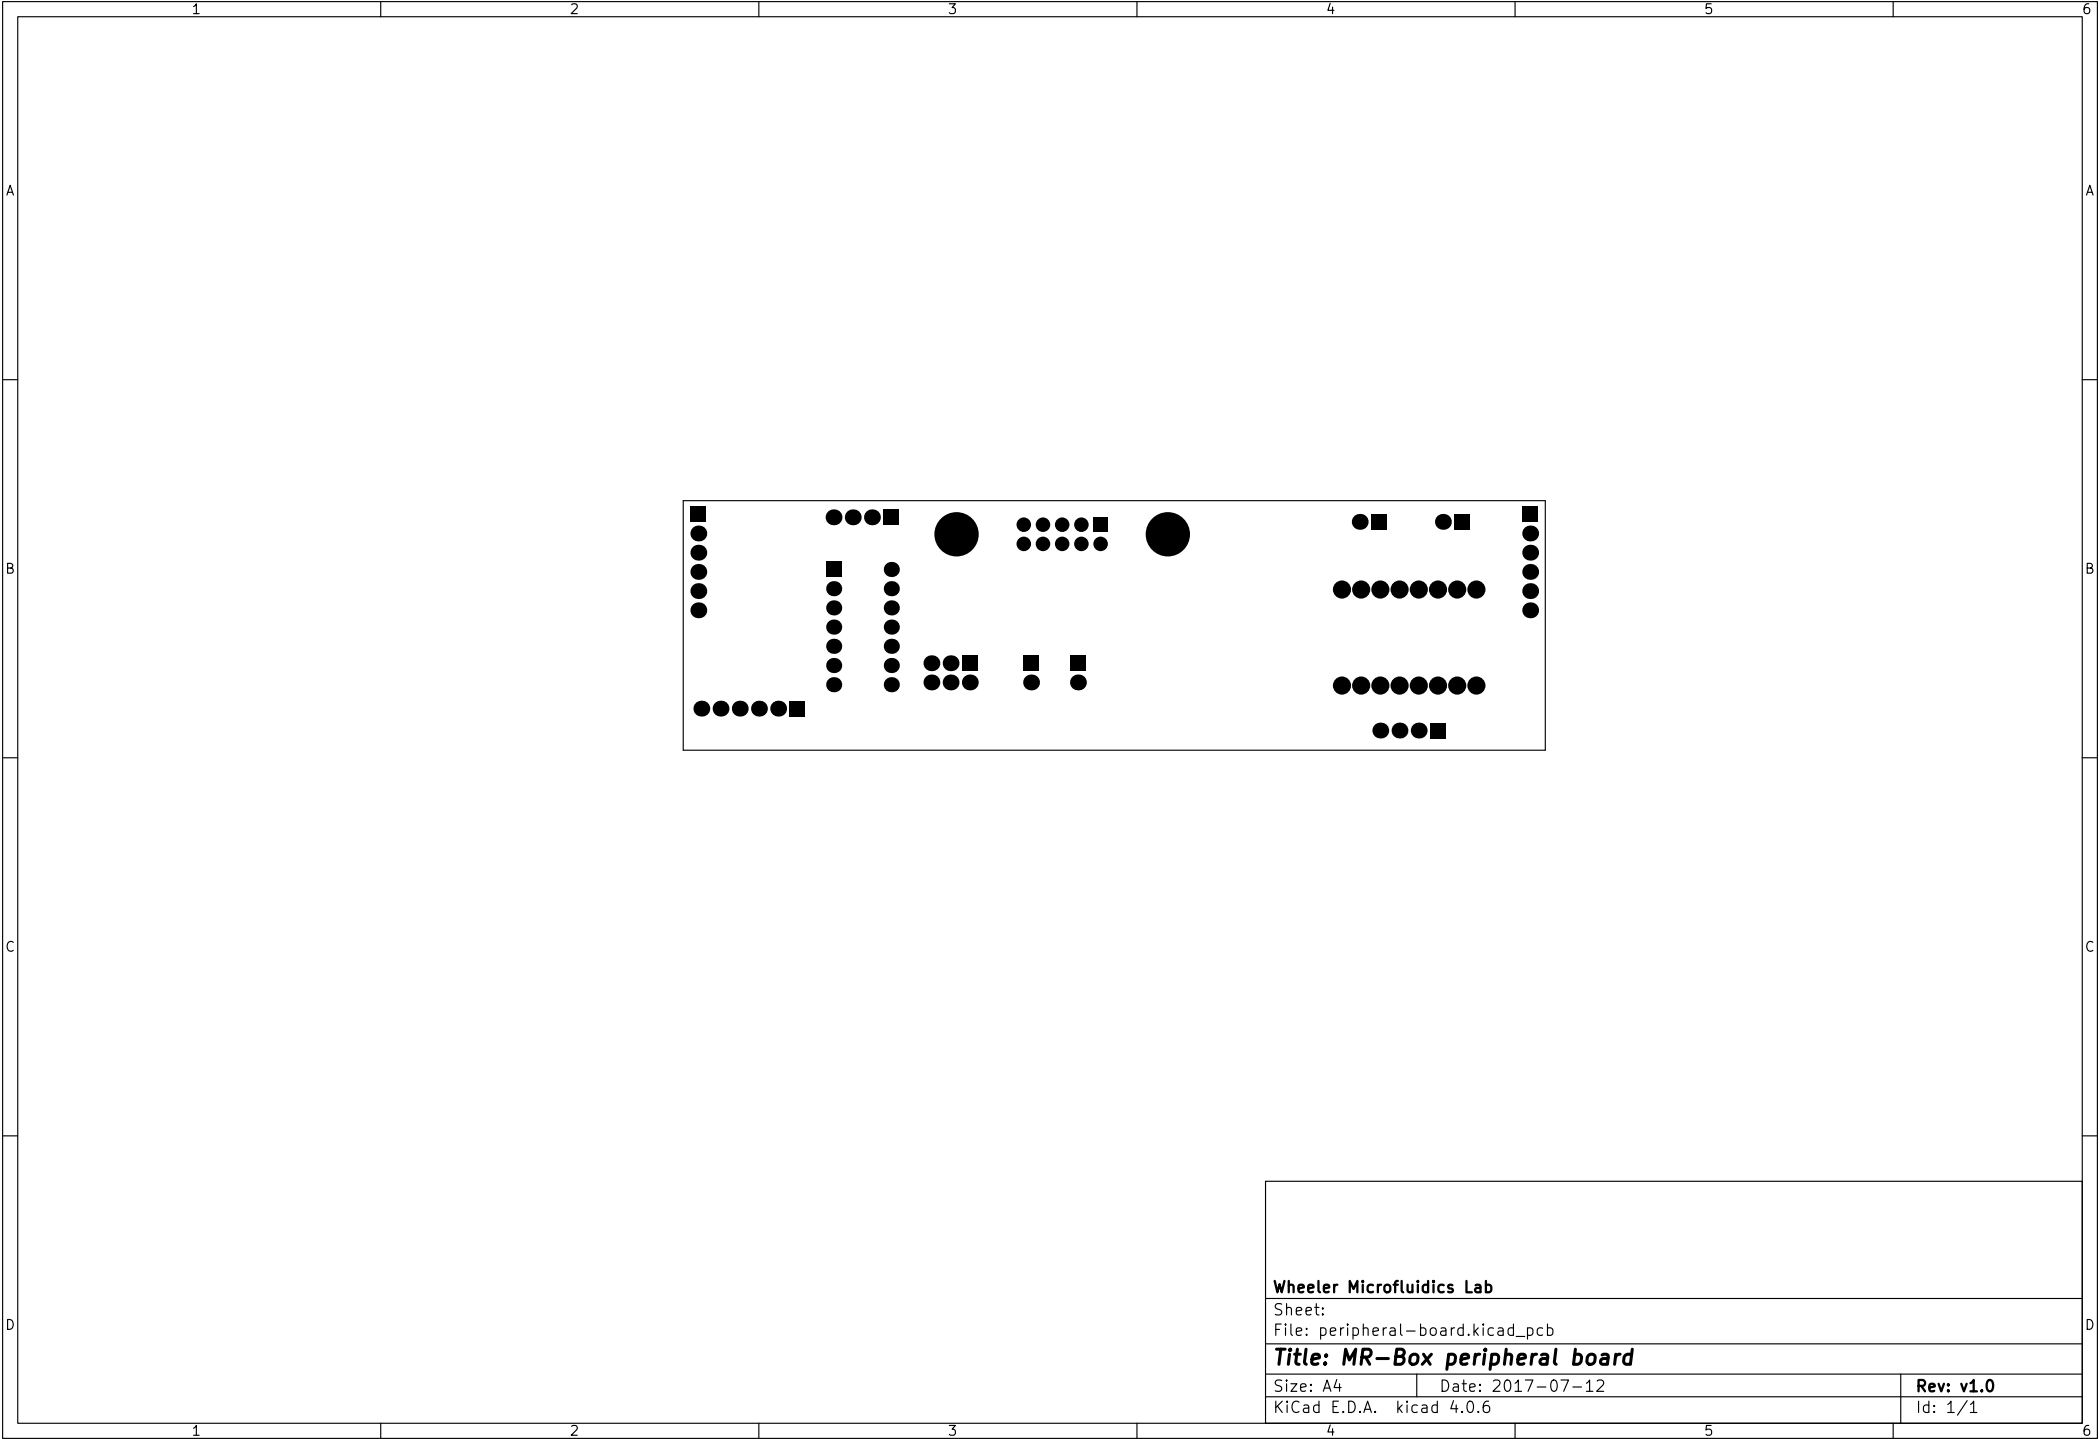 1 2 3 4 5 6
A A
B B
C C
Wheeler Microfluidics Lab
Sheet:
D D
File: peripheral-board.kicad_pcb
Title: MR-Box peripheral board
Size: A4 Date: 2017-07-12 Rev: v1.0
KiCad E.D.A. kicad 4.0.6 Id: 1/1
1 2 3 4 5 6